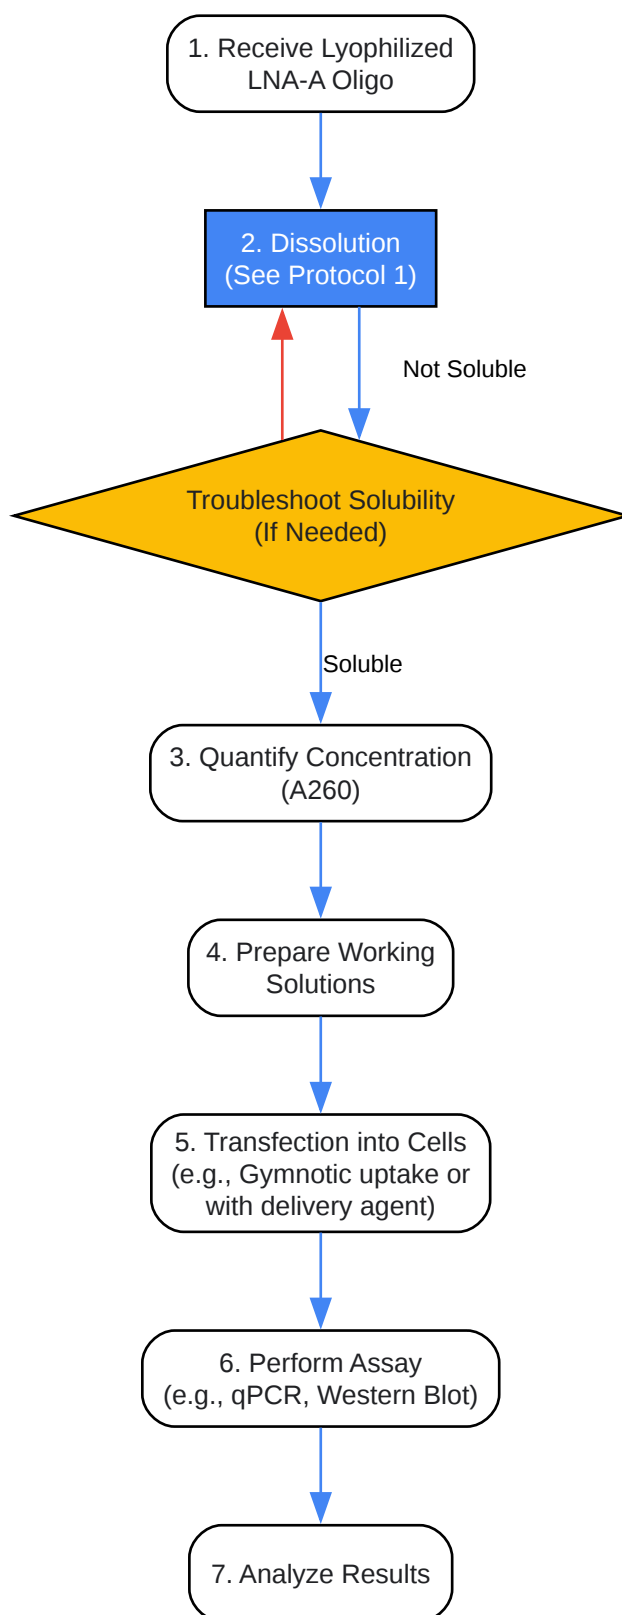 1. Receive Lyophilized
LNA-A Oligo
2. Dissolution
(See Protocol 1)
Not Soluble
Troubleshoot Solubility
(If Needed)
Soluble
3. Quantify Concentration
(A260)
4. Prepare Working
Solutions
5. Transfection into Cells
(e.g., Gymnotic uptake or
with delivery agent)
6. Perform Assay
(e.g., qPCR, Western Blot)
7. Analyze Results